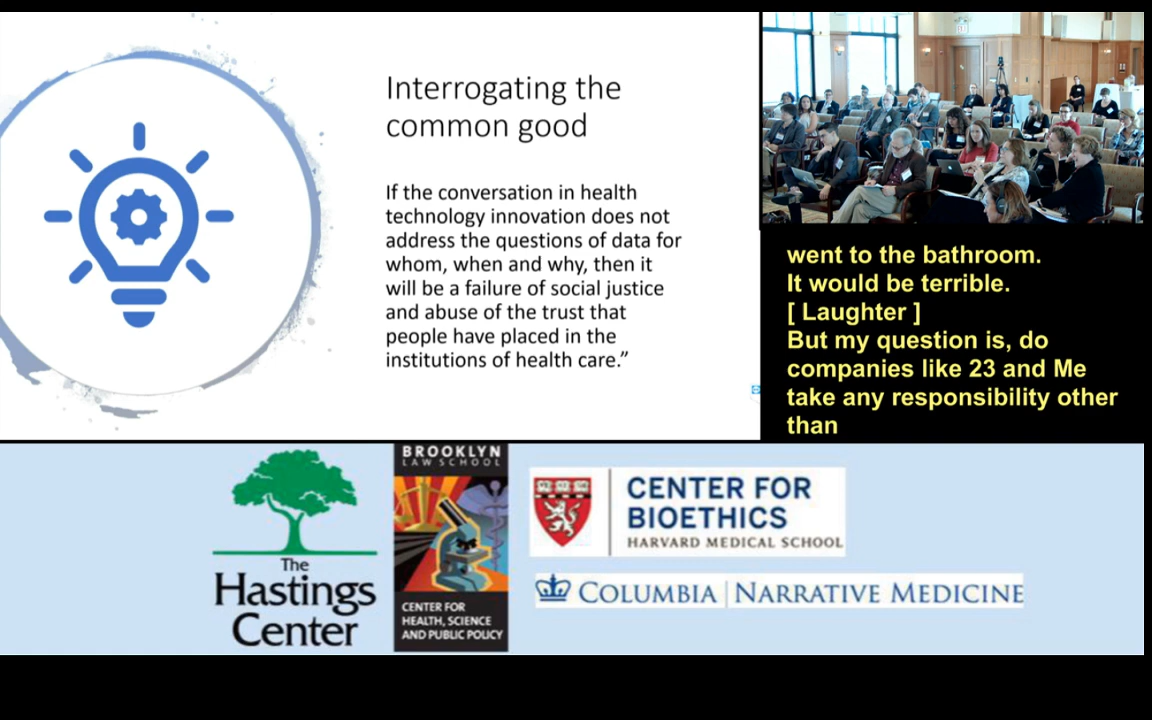 Interrogating the
common good
If the conversation in health
technology innovation does not
address the questions of data for
whom, when and why, then it
will be a failure of social justice
and abuse of the trust that
people have placed in the
institutions of health care.”
went to the bathroom.
It would be terrible.
[ Laughter ]
But my question is, do
companies like 23 and Me
take any responsibility other
than
The
Hastings
Center
BROOKLYN
LAW SCHOOL
CENTER FOR
HEALTH, SCIENCE
AND PUBLIC POLICY
CENTER FOR
BIOETHICS
HARVARD MEDICAL SCHOOL
COLUMBIA | NARRATIVE MEDICINE